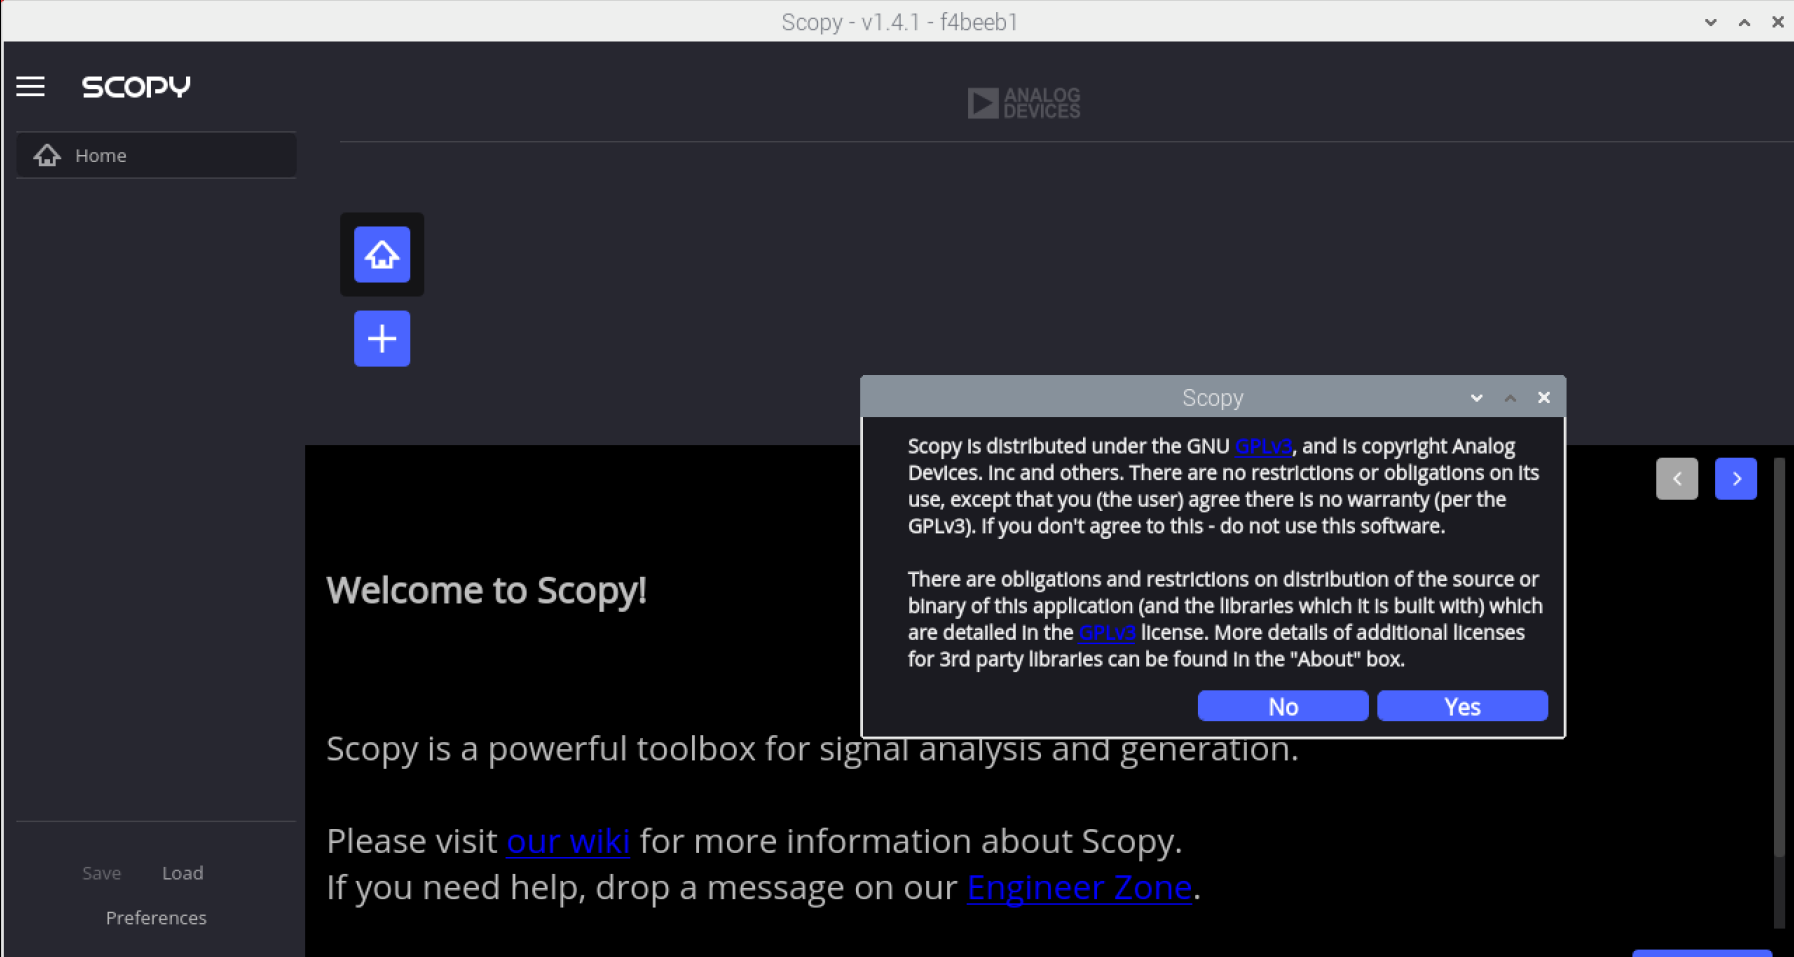 Scopy - v1.4.1 - f4beeb1
SCOPY
ANALOG
DEVICES
Home
Scopy
Scopy is distributed under the GNU GPLv3, and is copyright Analog
Devices. Inc and others. There are no restrictions or obligations on its
use, except that you (the user) agree there is no warranty (per the
GPLv3). If you don't agree to this - do not use this software.
There are obligations and restrictions on distribution of the source or
binary of this application (and the libraries which it is built with) which
are detailed in the GPLv3 license. More details of additional licenses
for 3rd party libraries can be found in the "About" box.
No Yes
Welcome to Scopy!
Scopy is a powerful toolbox for signal analysis and generation.
Please visit our wiki for more information about Scopy.
If you need help, drop a message on our Engineer Zone.
Save Load
Preferences